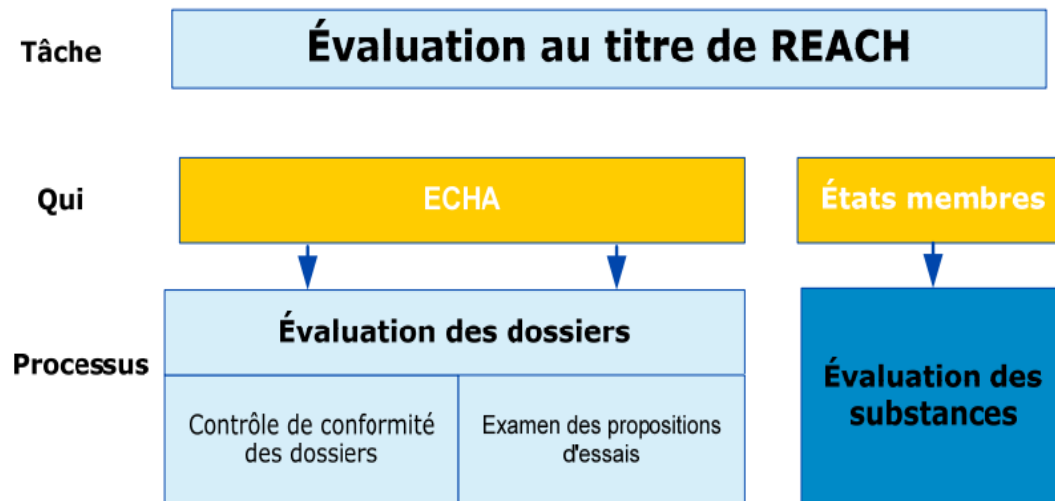 Tâche
Évaluation au titre de REACH
Qui
ECHA
États membres
Processus
Évaluation des dossiers
Contrôle de conformité
des dossiers
Examen des propositions
d'essais
Évaluation des
substances